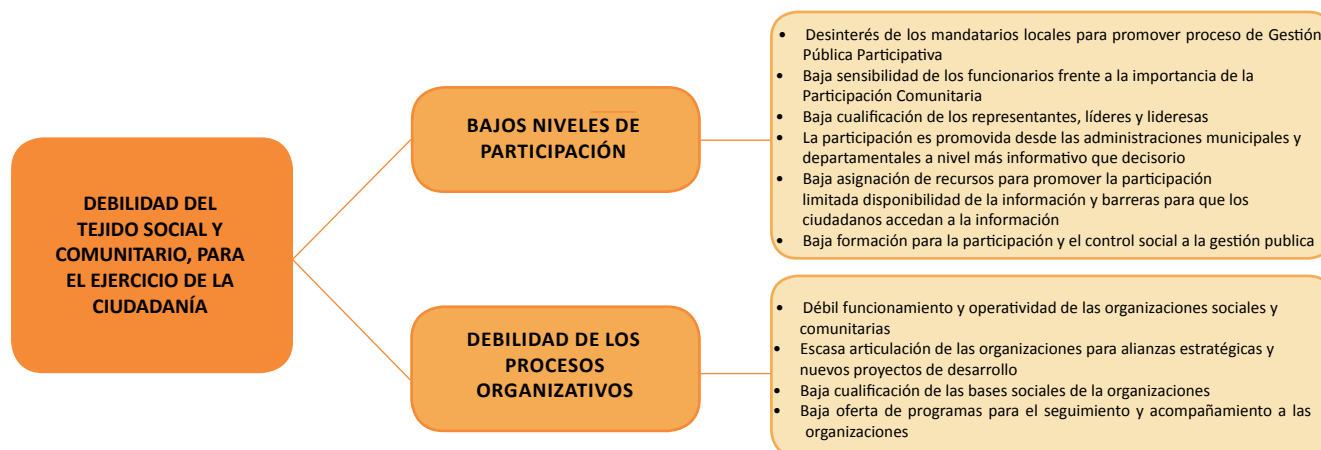 DEBILIDAD DEL
TEJIDO SOCIAL Y
COMUNITARIO, PARA
EL EJERCICIO DE LA
CIUDADANÍA
BAJOS NIVELES DE
PARTICIPACIÓN
• Desinterés de los mandatarios locales para promover proceso de Gestión
Pública Participativa
• Baja sensibilidad de los funcionarios frente a la importancia de la
Participación Comunitaria
• Baja cualificación de los representantes, líderes y lideresas
• La participación es promovida desde las administraciones municipales y
departamentales a nivel más informativo que decisorio
• Baja asignación de recursos para promover la participación
limitada disponibilidad de la información y barreras para que los
ciudadanos accedan a la información
• Baja formación para la participación y el control social a la gestión publica
DEBILIDAD DE LOS
PROCESOS
ORGANIZATIVOS
• Débil funcionamiento y operatividad de las organizaciones sociales y
comunitarias
• Escasa articulación de las organizaciones para alianzas estratégicas y
nuevos proyectos de desarrollo
• Baja cualificación de las bases sociales de la organizaciones
• Baja oferta de programas para el seguimiento y acompañamiento a las
organizaciones